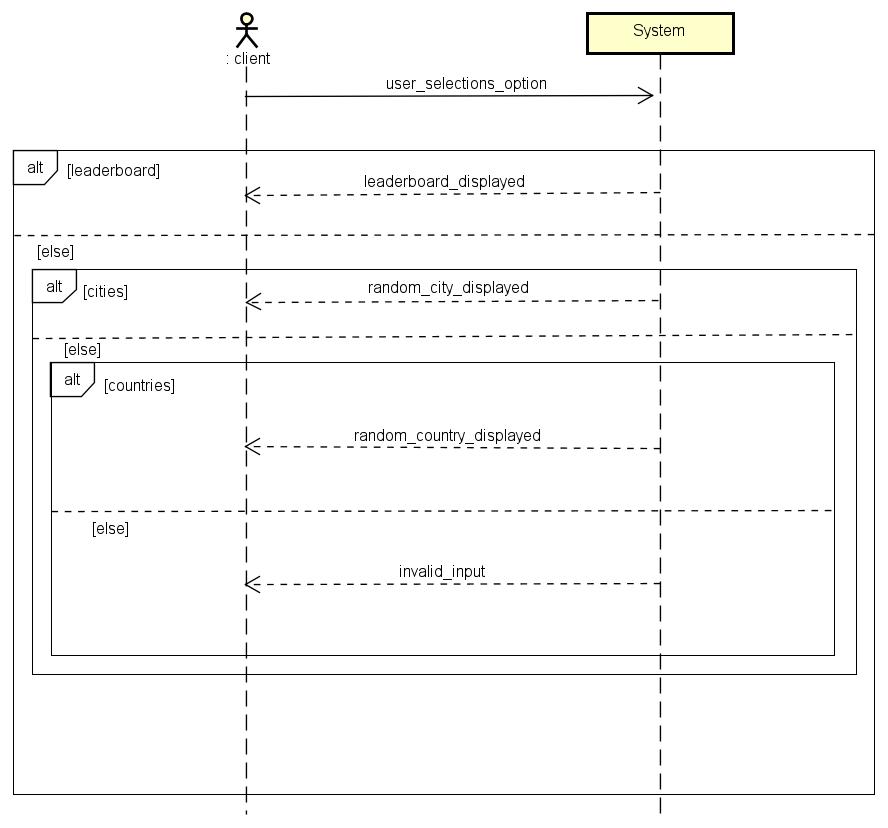 : client
System
user_selections_option
alt
[leaderboard]
leaderboard_displayed
[else]
alt
[cities]
random_city_displayed
[else]
alt
[countries]
random_country_displayed
[else]
invalid_input